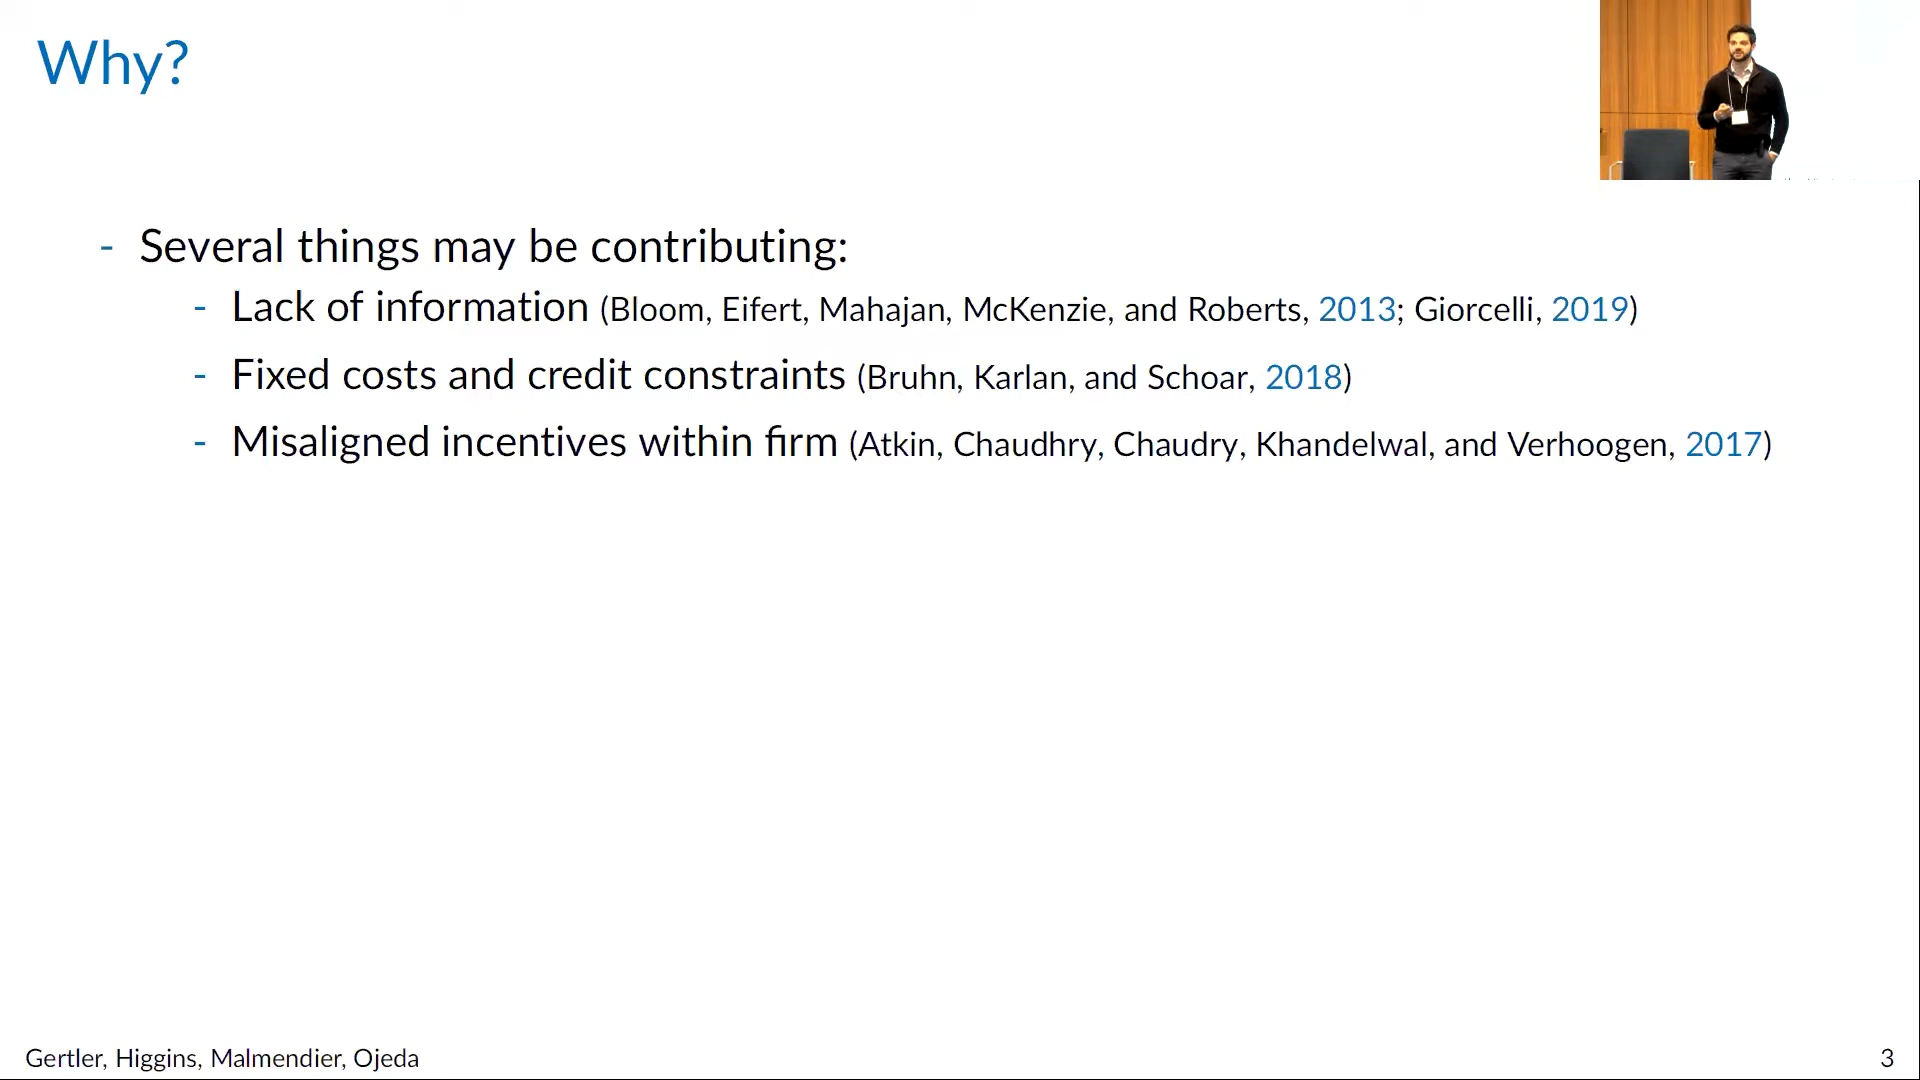 Why?
- Several things may be contributing:
- Lack of information (Bloom, Eifert, Mahajan, McKenzie, and Roberts, 2013; Giorcelli, 2019)
- Fixed costs and credit constraints (Bruhn, Karlan, and Schoar, 2018)
- Misaligned incentives within firm (Atkin, Chaudhry, Chaudry, Khandelwal, and Verhoogen, 2017)
Gertler, Higgins, Malmendier, Ojeda
3